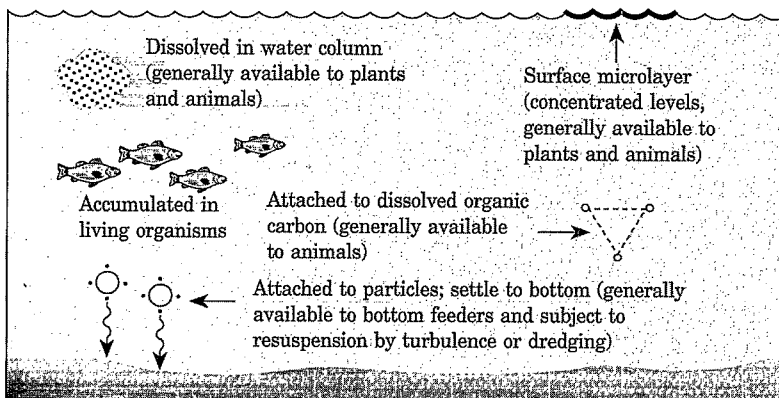 Dissolved in water column
(generally available to plants
and animals)
Surface microlayer
(concentrated levels,
generally available to
plants and animals)
Accumulated in
living organisms
Attached to dissolved organic
carbon (generally available
to animals)
Attached to particles; settle to bottom (generally
available to bottom feeders and subject to
resuspension by turbulence or dredging)